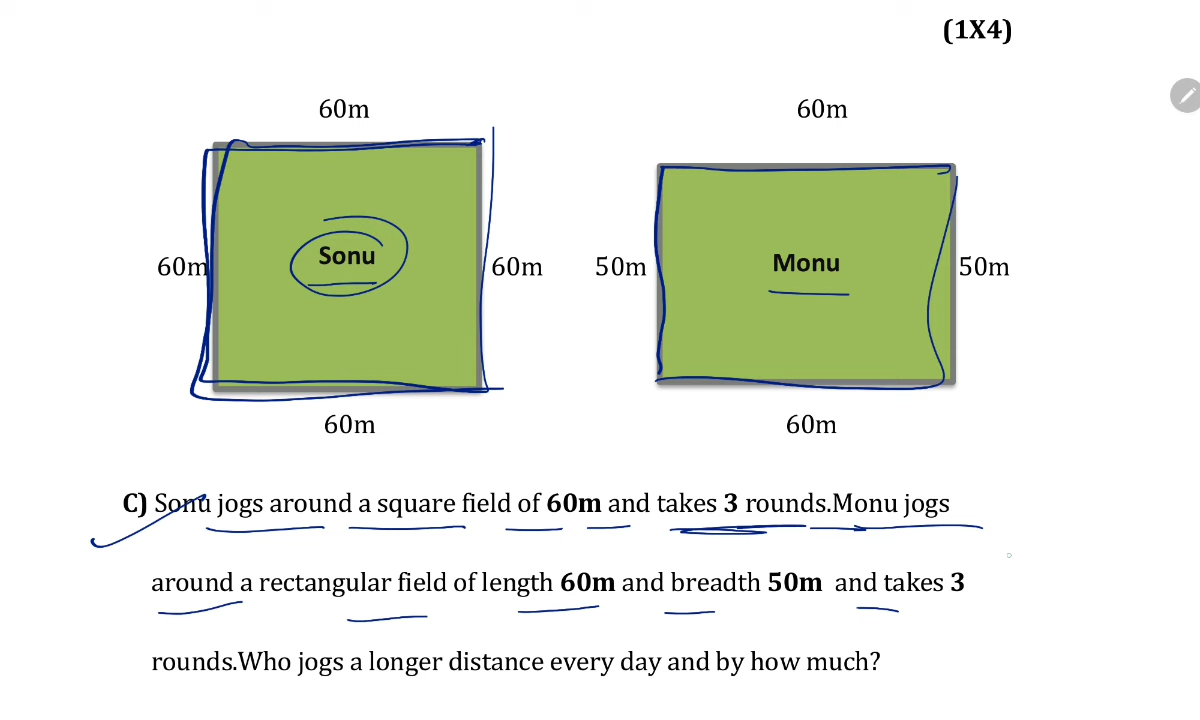 (1X4)
60m
60m
60m
Sonu
60m
50m
Monu
50m
60m
60m
C) Sonu jogs around a square field of 60m and takes 3 rounds.Monu jogs
around a rectangular field of length 60m and breadth 50m and takes 3
rounds.Who jogs a longer distance every day and by how much?